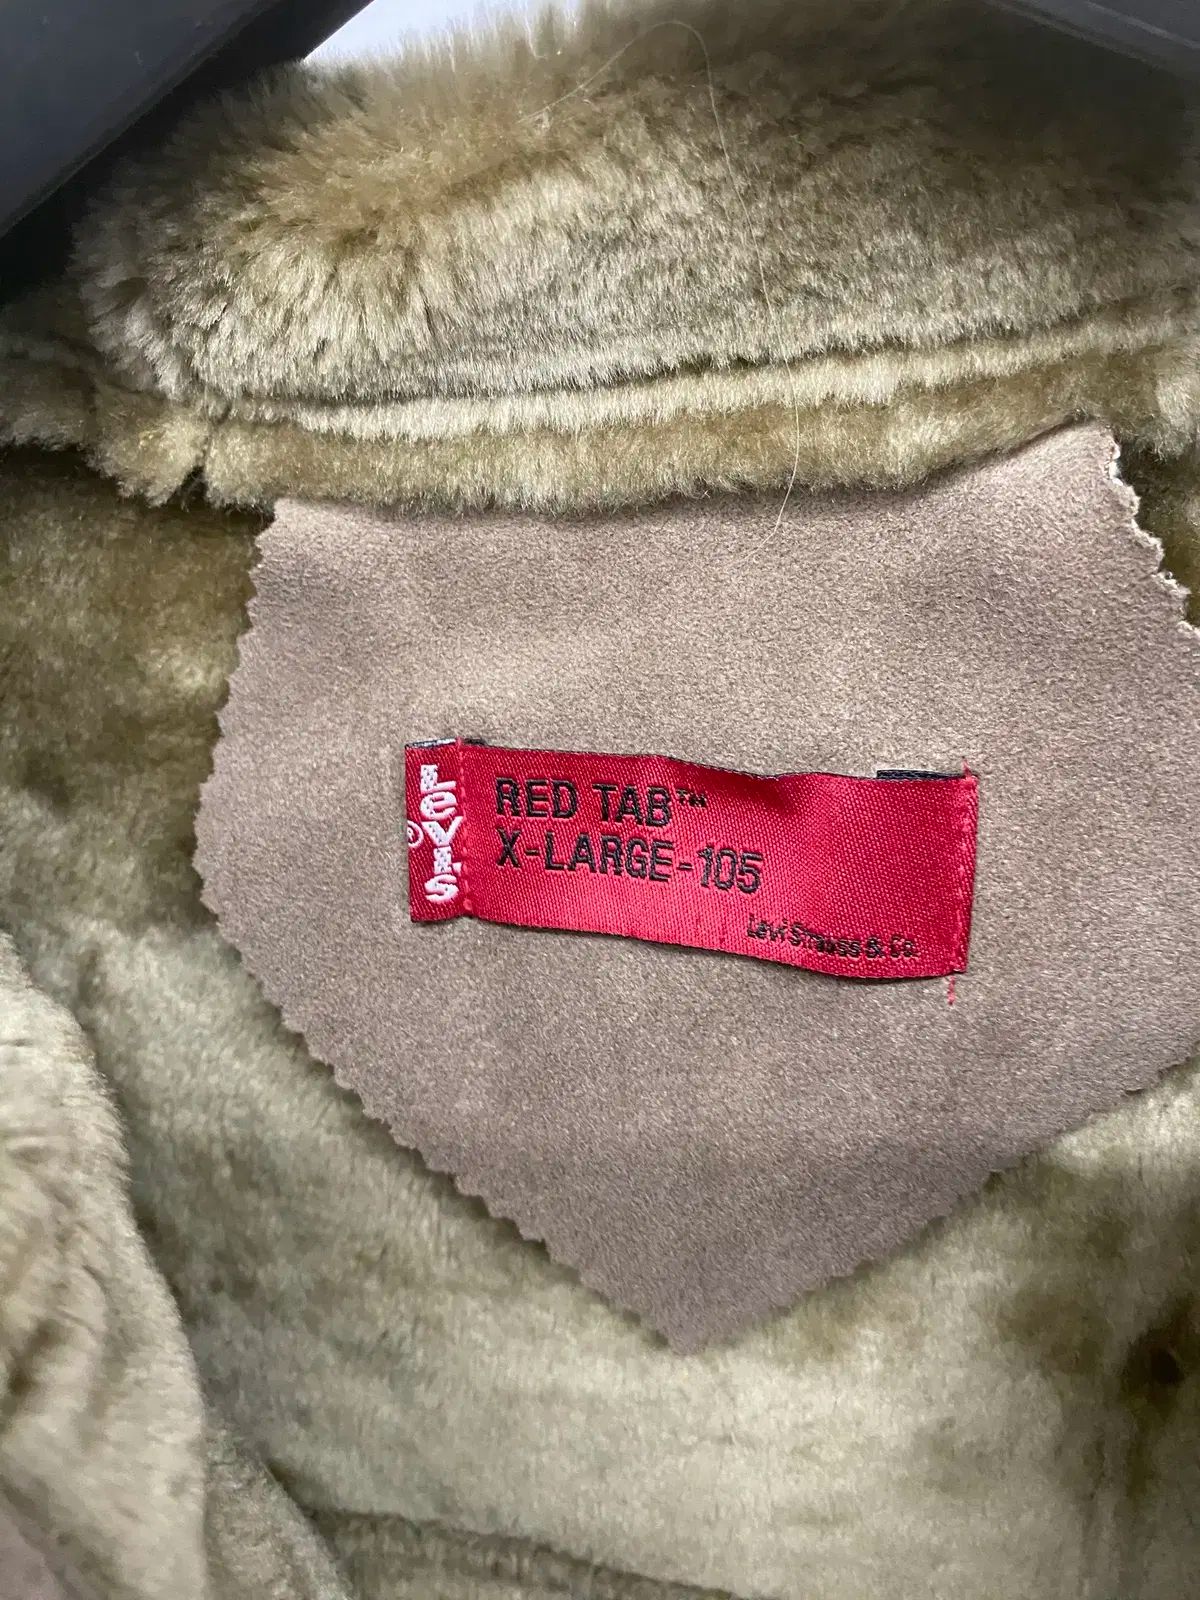 LEVI'S
®
RED TAB™
X-LARGE-105
Levi Strauss & Co.